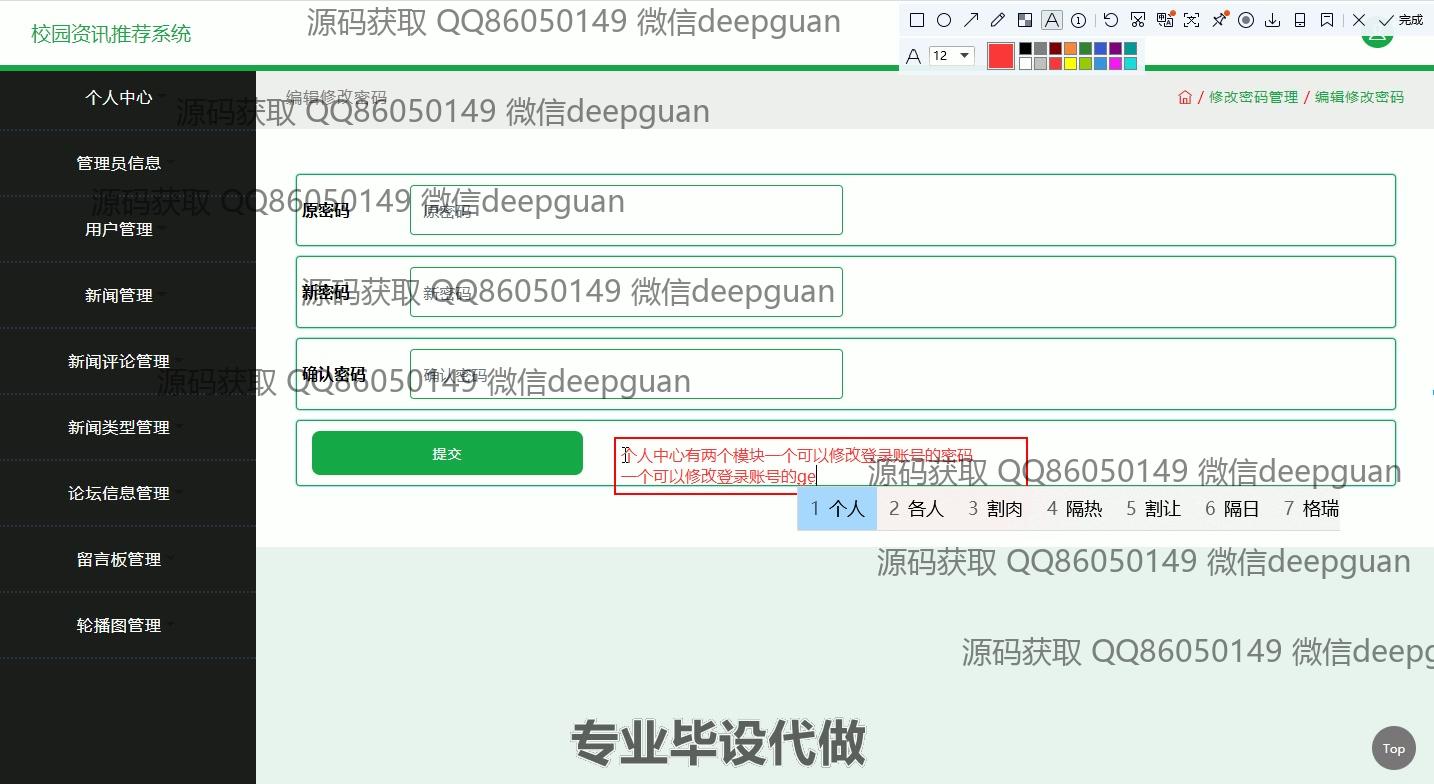 校园资讯推荐系统
源码获取 QQ86050149 微信deepguan
A 12
完成
个人中心
编辑修改密码
/ 修改密码管理 / 编辑修改密码
源码获取 QQ86050149 微信deepguan
管理员信息
源码获取 QQ86050149 微信deepguan
原密码
原密码
用户管理
新闻管理
新密码
新密码
源码获取 QQ86050149 微信deepguan
新闻评论管理
确认密码
确认密码
源码获取 QQ86050149 微信deepguan
新闻类型管理
提交
个人中心有两个模块一个可以修改登录账号的密码
一个可以修改登录账号的ge
源码获取 QQ86050149 微信deepguan
论坛信息管理
1 个人 2 各人 3 割肉 4 隔热 5 割让 6 隔日 7 格瑞
留言板管理
源码获取 QQ86050149 微信deepguan
轮播图管理
源码获取 QQ86050149 微信deepg
专业毕设代做
Top